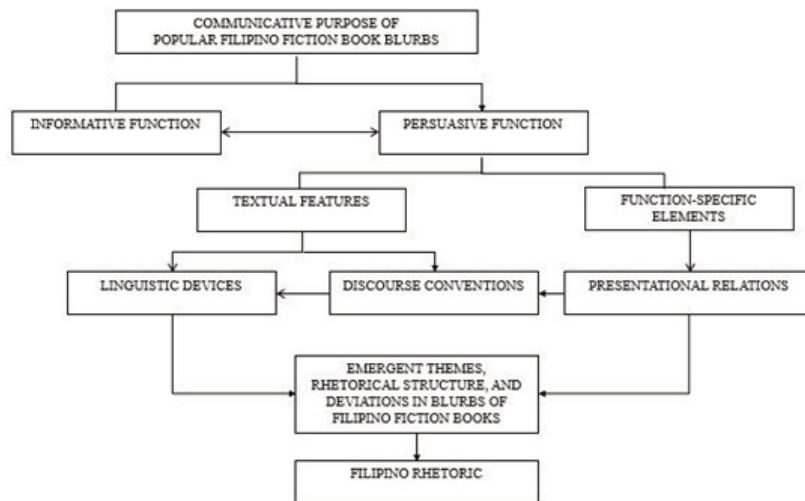 COMMUNICATIVE PURPOSE OF
POPULAR FILIPINO FICTION BOOK BLURBS
INFORMATIVE FUNCTION
PERSUASIVE FUNCTION
TEXTUAL FEATURES
FUNCTION-SPECIFIC
ELEMENTS
LINGUISTIC DEVICES
DISCOURSE CONVENTIONS
PRESENTATIONAL RELATIONS
EMERGENT THEMES,
RHETORICAL STRUCTURE, AND
DEVIATIONS IN BLURBS OF
FILIPINO FICTION BOOKS
FILIPINO RHETORIC